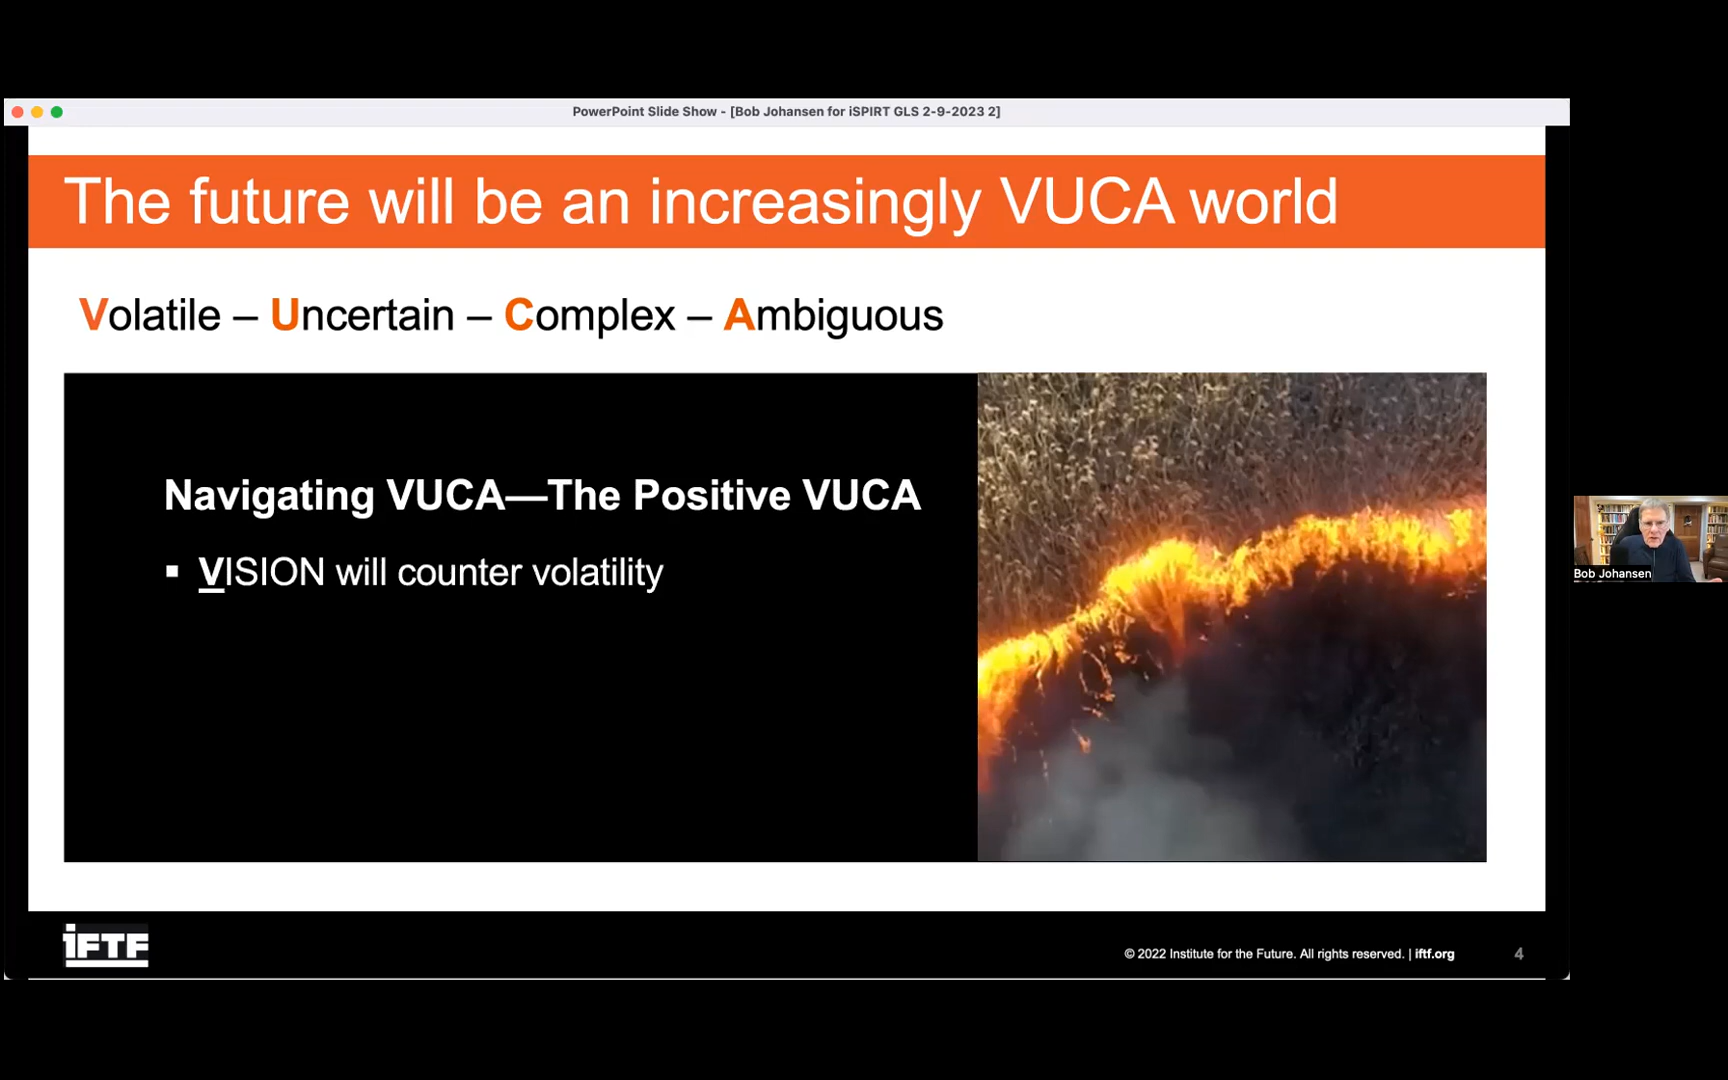 PowerPoint Slide Show - [Bob Johansen for iSPIRT GLS 2-9-2023 2]
The future will be an increasingly VUCA world
Volatile – Uncertain – Complex – Ambiguous
Navigating VUCA—The Positive VUCA
▪ VISION will counter volatility
Bob Johansen
iFTF
© 2022 Institute for the Future. All rights reserved. | iftf.org
4